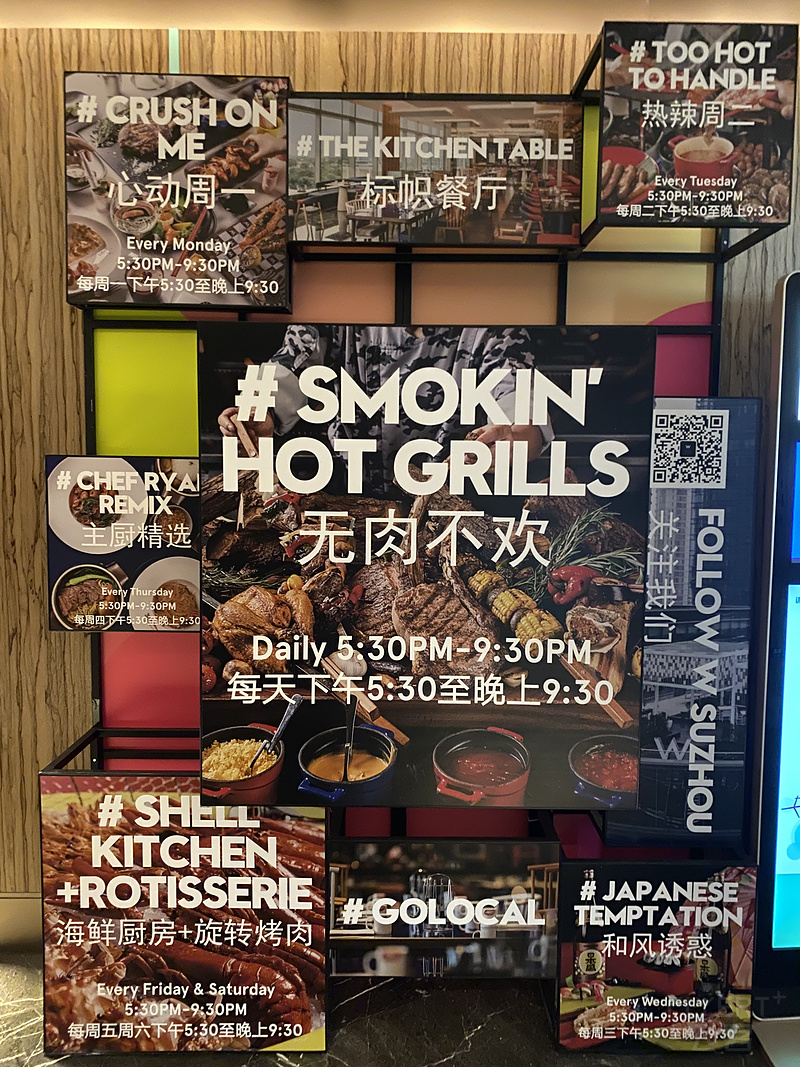 # CRUSH ON
ME
心动周一
Every Monday
5:30PM-9:30PM
每周一下午5:30至晚上9:30
# THE KITCHEN TABLE
标帜餐厅
# TOO HOT
TO HANDLE
热辣周二
Every Tuesday
5:30PM-9:30PM
每周二下午5:30至晚上9:30
# SMOKIN'
HOT GRILLS
无肉不欢
Daily 5:30PM-9:30PM
每天下午5:30至晚上9:30
# CHEF RYA
REMIX
主厨精选
Every Thursday
5:30PM-9:30PM
每周四下午5:30至晚上9:30
FOLLOW W SUZHOU
关注我们
W
# SHELL
KITCHEN
+ROTISSERIE
海鲜厨房+旋转烤肉
Every Friday & Saturday
5:30PM-9:30PM
每周五周六下午5:30至晚上9:30
# GOLOCAL
# JAPANESE
TEMPTATION
和风诱惑
Every Wednesday
5:30PM-9:30PM
每周三下午5:30至晚上9:30